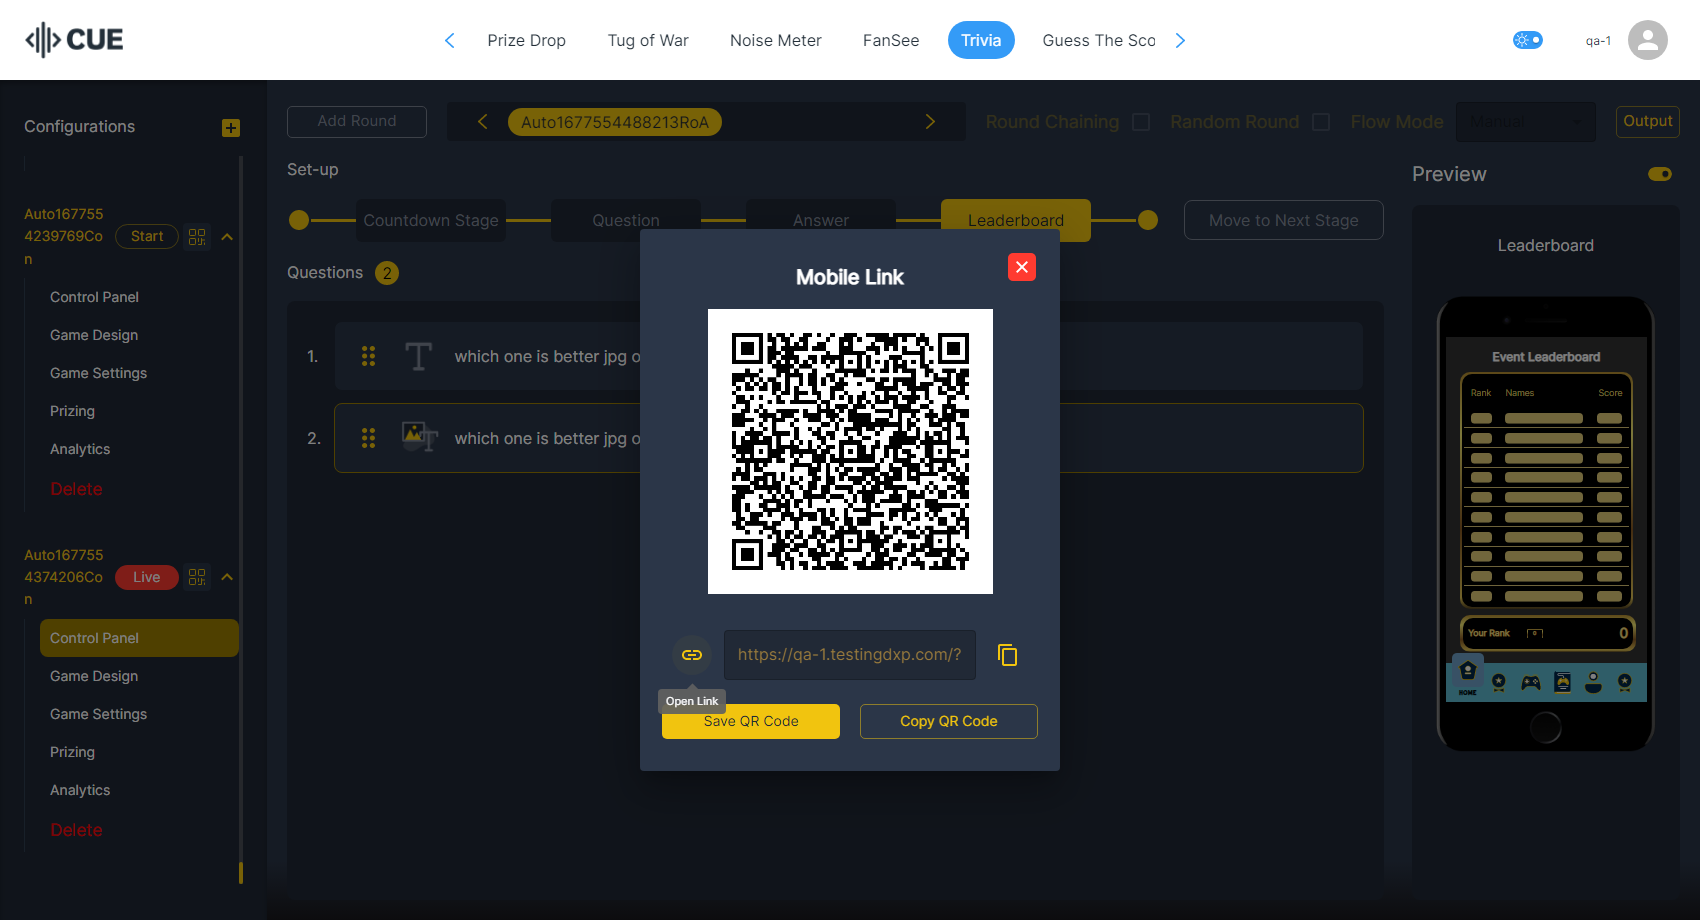 CUE
Prize Drop
Tug of War
Noise Meter
FanSee
Trivia
Guess The Sco
qa-1
Configurations
Auto167755
4239769Co
n
Start
Control Panel
Game Design
Game Settings
Prizing
Analytics
Delete
Auto167755
4374206Co
n
Live
Control Panel
Game Design
Game Settings
Prizing
Analytics
Delete
Add Round
Auto1677554488213RoA
Round Chaining
Random Round
Flow Mode
Manual
Output
Set-up
Countdown Stage
Question
Answer
Leaderboard
Move to Next Stage
Questions 2
1. which one is better jpg o
2. which one is better jpg o
Mobile Link
https://qa-1.testingdxp.com/?
Open Link
Save QR Code
Copy QR Code
Preview
Leaderboard
Event Leaderboard
Rank Names Score
Your Rank 0 0
HOME